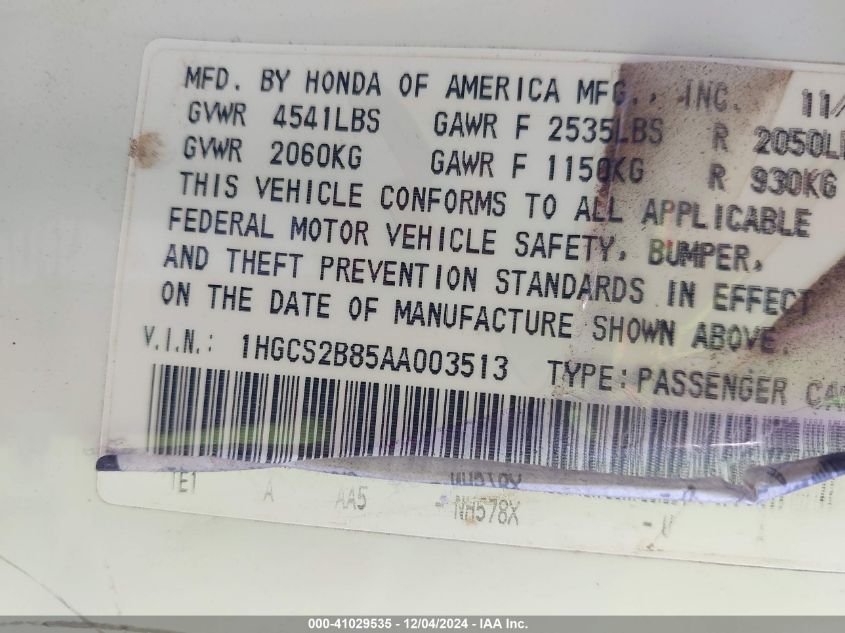 MFD. BY HONDA OF AMERICA MFG., INC. 11/
GVWR 4541LBS GAWR F 2535LBS R 2050LB
GVWR 2060KG GAWR F 1150KG R 930KG
THIS VEHICLE CONFORMS TO ALL APPLICABLE
FEDERAL MOTOR VEHICLE SAFETY, BUMPER,
AND THEFT PREVENTION STANDARDS IN EFFECT
ON THE DATE OF MANUFACTURE SHOWN ABOVE.
V.I.N.: 1HGCS2B85AA003513 TYPE: PASSENGER CAR
TE1 A AA5 - NH578X
000-41029535 - 12/04/2024 - IAA Inc.